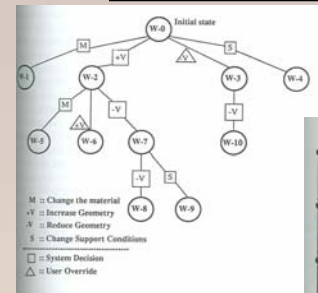 W-0 Initial state
M +V -V S
W-1 W-2 W-3 W-4
M +V -V -V
W-5 W-6 W-7 W-10
-V S
W-8 W-9
M :: Change the material
+V :: Increase Geometry
-V :: Reduce Geometry
S :: Change Support Conditions
:: System Decision
:: User Override